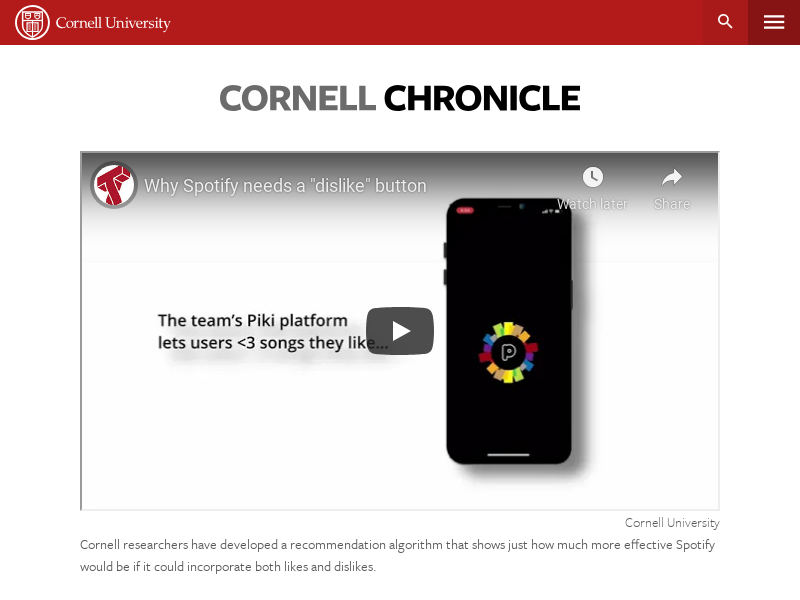 Cornell University
CORNELL CHRONICLE
Why Spotify needs a "dislike" button
Watch later
Share
The team's Piki platform
lets users <3 songs they like...
P
Cornell University
Cornell researchers have developed a recommendation algorithm that shows just how much more effective Spotify
would be if it could incorporate both likes and dislikes.